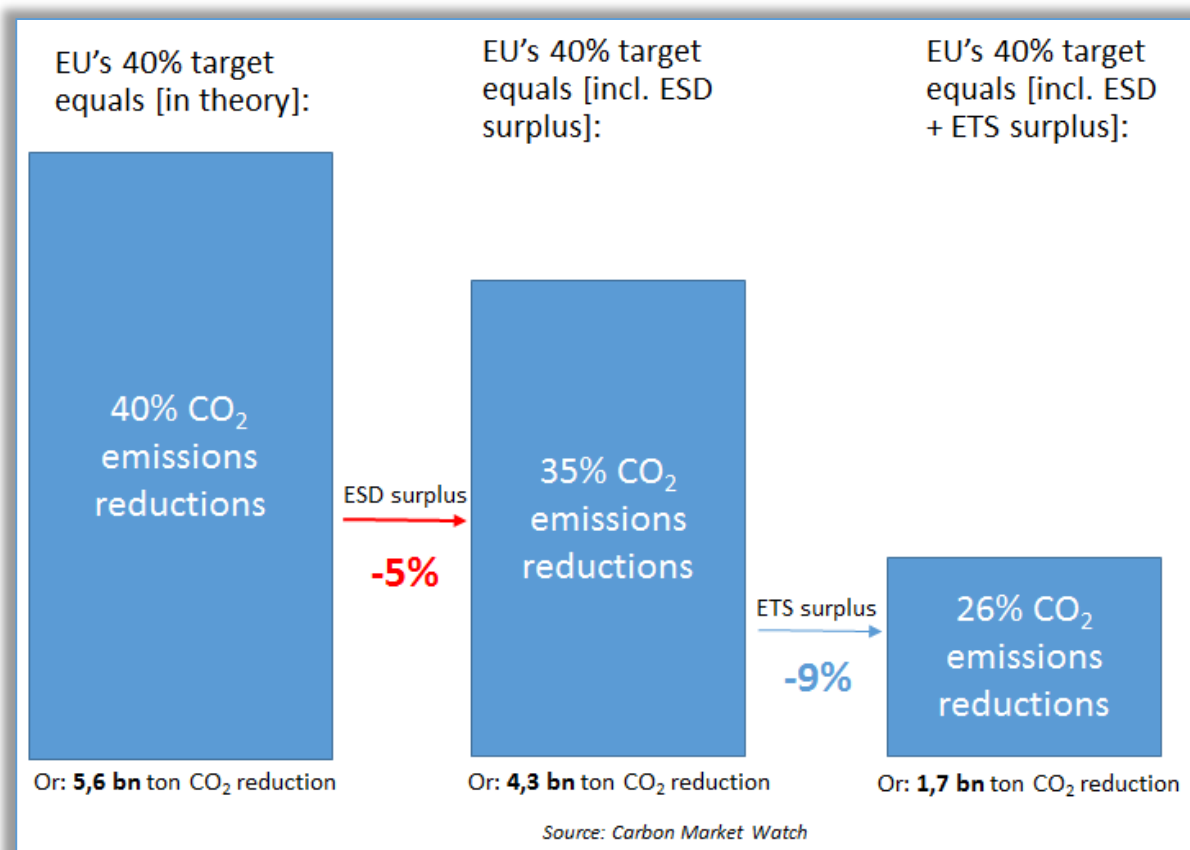 EU's 40% target
equals [in theory]:
EU's 40% target
equals [incl. ESD
surplus]:
EU's 40% target
equals [incl. ESD
+ ETS surplus]:
40% CO₂
emissions
reductions
ESD surplus
-5%
35% CO₂
emissions
reductions
ETS surplus
-9%
26% CO₂
emissions
reductions
Or: 5,6 bn ton CO₂ reduction
Or: 4,3 bn ton CO₂ reduction
Or: 1,7 bn ton CO₂ reduction
Source: Carbon Market Watch